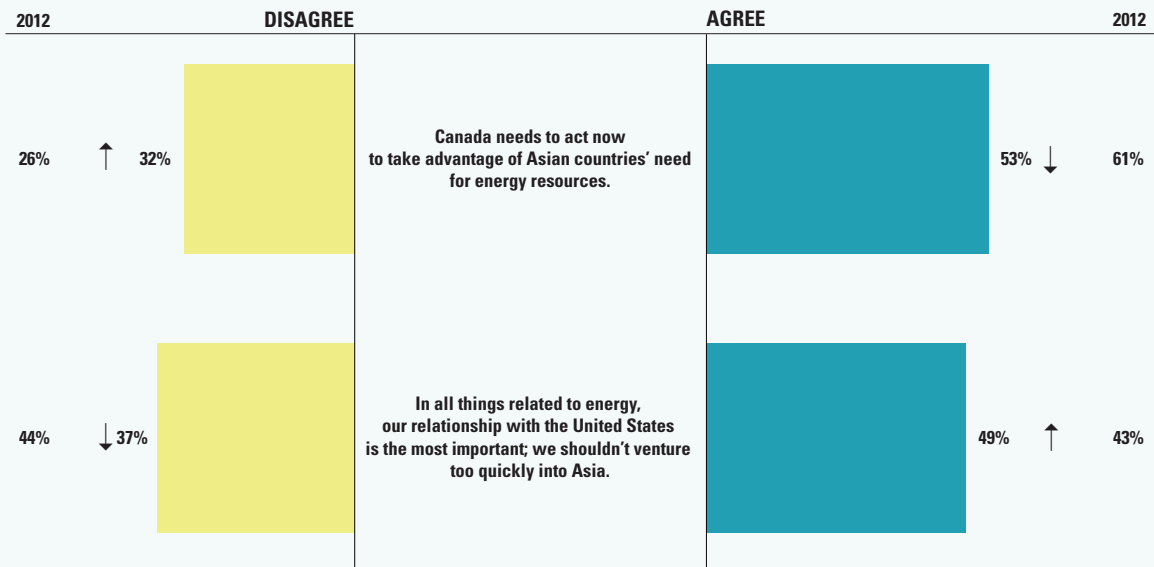 2012 DISAGREE AGREE 2012
Canada needs to act now
to take advantage of Asian countries’ need
for energy resources.
26% ↑ 32% 53% ↓ 61%
In all things related to energy,
our relationship with the United States
is the most important; we shouldn’t venture
too quickly into Asia.
44% ↓ 37% 49% ↑ 43%